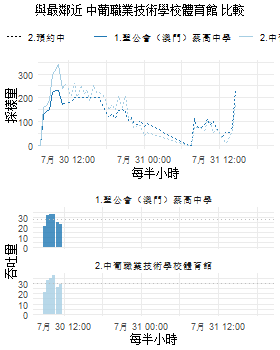 與最鄰近 中葡職業技術學校體育館 比較
2.預約中 1.聖公會（澳門）蔡高中學 2.中
300
200
100
0
採樣里
7月 30 12:00 7月 31 00:00 7月 31 12:00
每半小時
1.聖公會（澳門）蔡高中學
30
20
10
0
2.中葡職業技術學校體育館
吞吐里
30
20
10
0
7月 30 12:00 7月 31 00:00 7月 31 12:00
每半小時